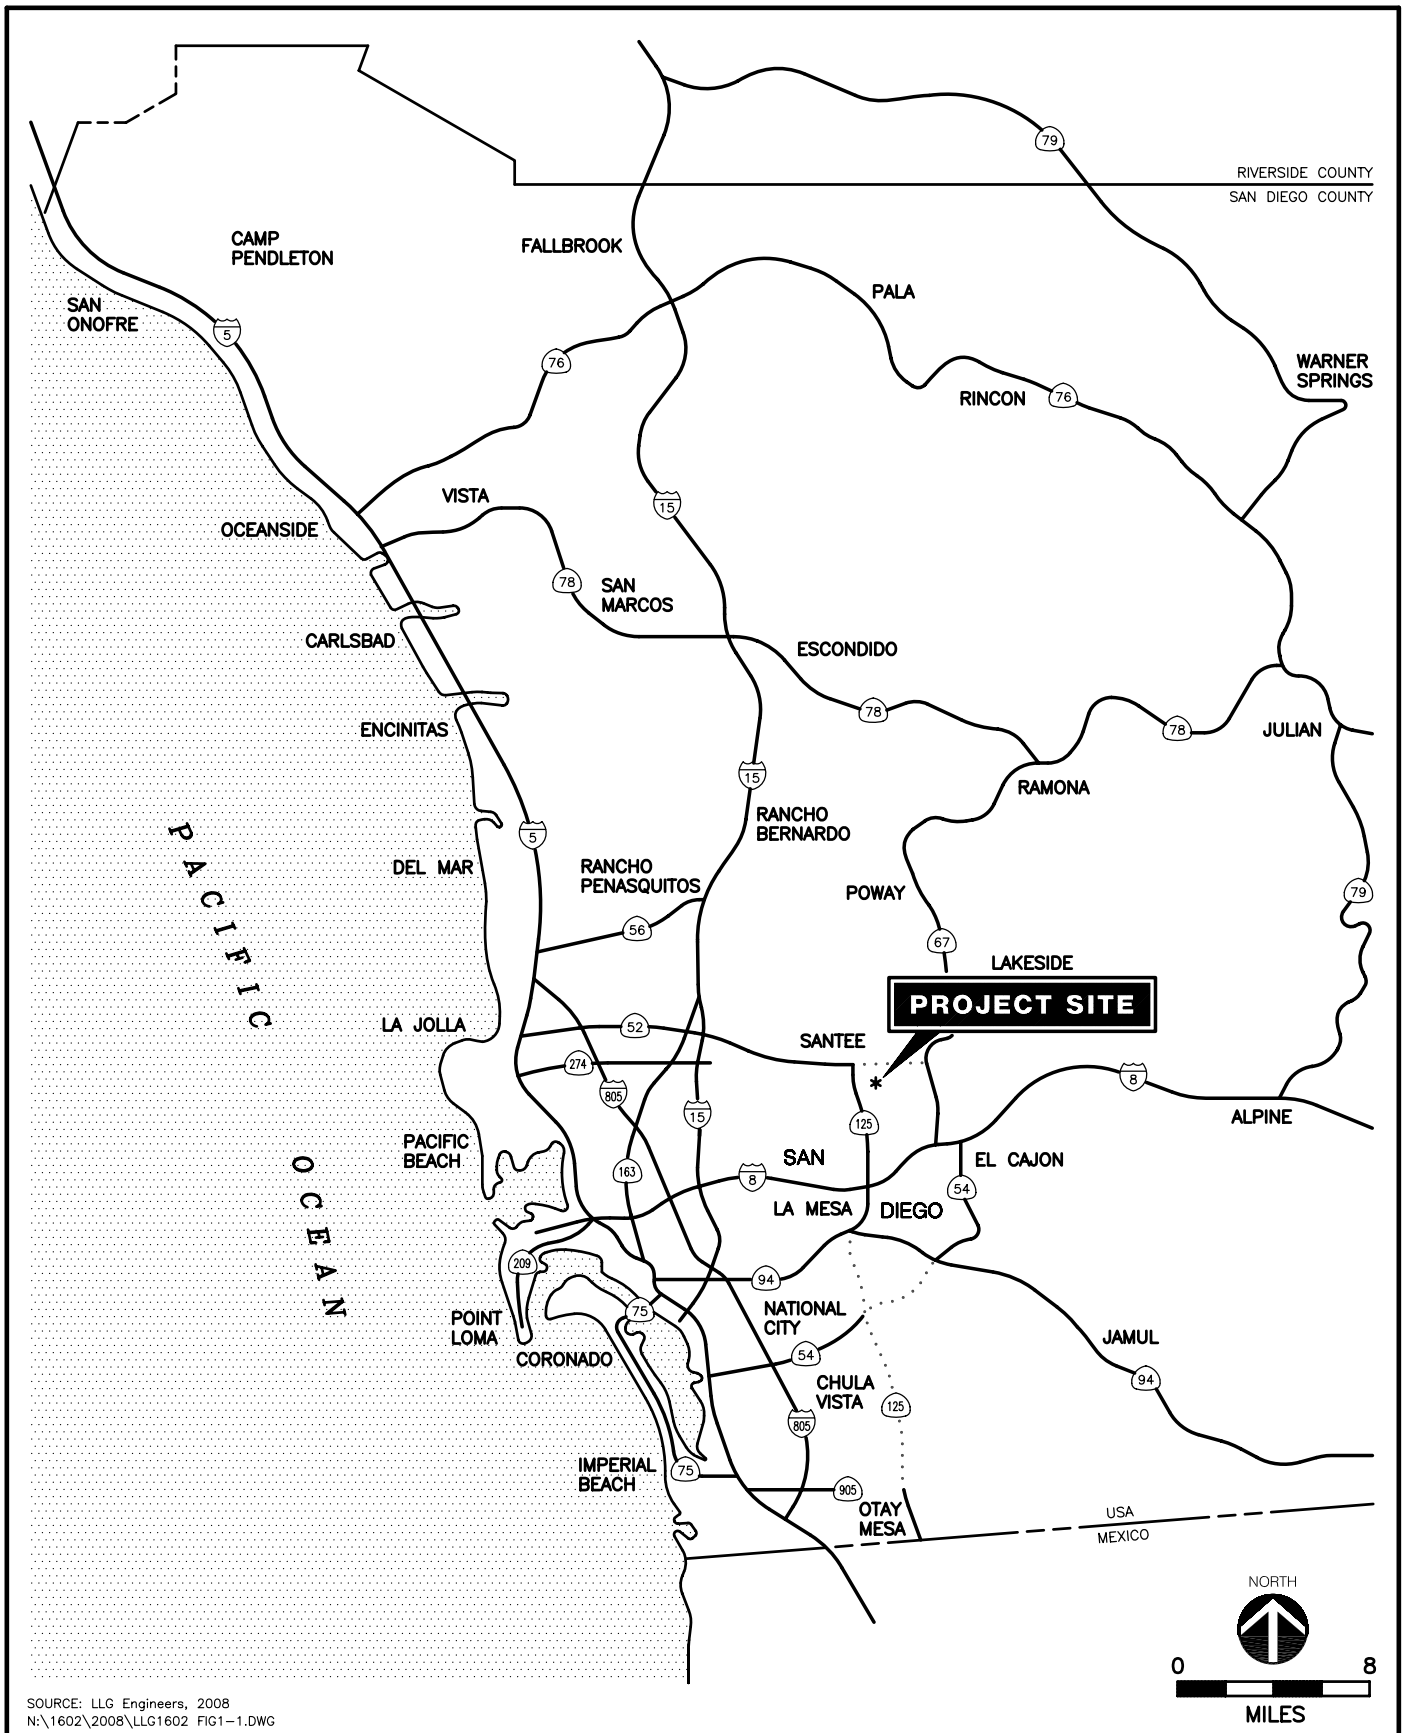 79
RIVERSIDE COUNTY
SAN DIEGO COUNTY
CAMP
PENDLETON
FALLBROOK
PALA
SAN
ONOFRE
5
76
WARNER
SPRINGS
RINCON
76
VISTA
15
OCEANSIDE
78
SAN
MARCOS
CARLSBAD
ESCONDIDO
78
ENCINITAS
78
JULIAN
15
RAMONA
RANCHO
BERNARDO
5
DEL MAR
RANCHO
PENASQUITOS
POWAY
79
56
67
LAKESIDE
PACIFIC
OCEAN
PROJECT SITE
LA JOLLA
52
SANTEE
274
*
8
805
15
125
ALPINE
PACIFIC
BEACH
SAN
EL CAJON
163
8
54
LA MESA
DIEGO
209
94
75
NATIONAL
CITY
POINT
LOMA
CORONADO
54
JAMUL
94
CHULA
VISTA
125
805
IMPERIAL
BEACH
75
905
OTAY
MESA
USA
MEXICO
NORTH
0 8
MILES
SOURCE: LLG Engineers, 2008
N:\1602\2008\LLG1602 FIG1-1.DWG